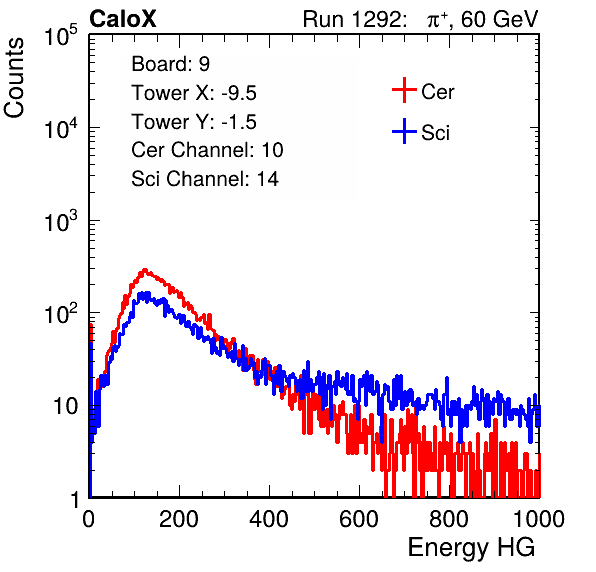 CaloX Run 1292: π⁺, 60 GeV
Counts
10⁵
10⁴
10³
10²
10
1
Board: 9
Tower X: -9.5
Tower Y: -1.5
Cer Channel: 10
Sci Channel: 14
Cer
Sci
0 200 400 600 800 1000
Energy HG